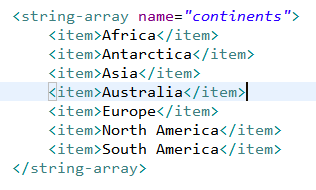 <string-array name="continents">
<item>Africa</item>
<item>Antarctica</item>
<item>Asia</item>
<item>Australia</item>
<item>Europe</item>
<item>North America</item>
<item>South America</item>
</string-array>